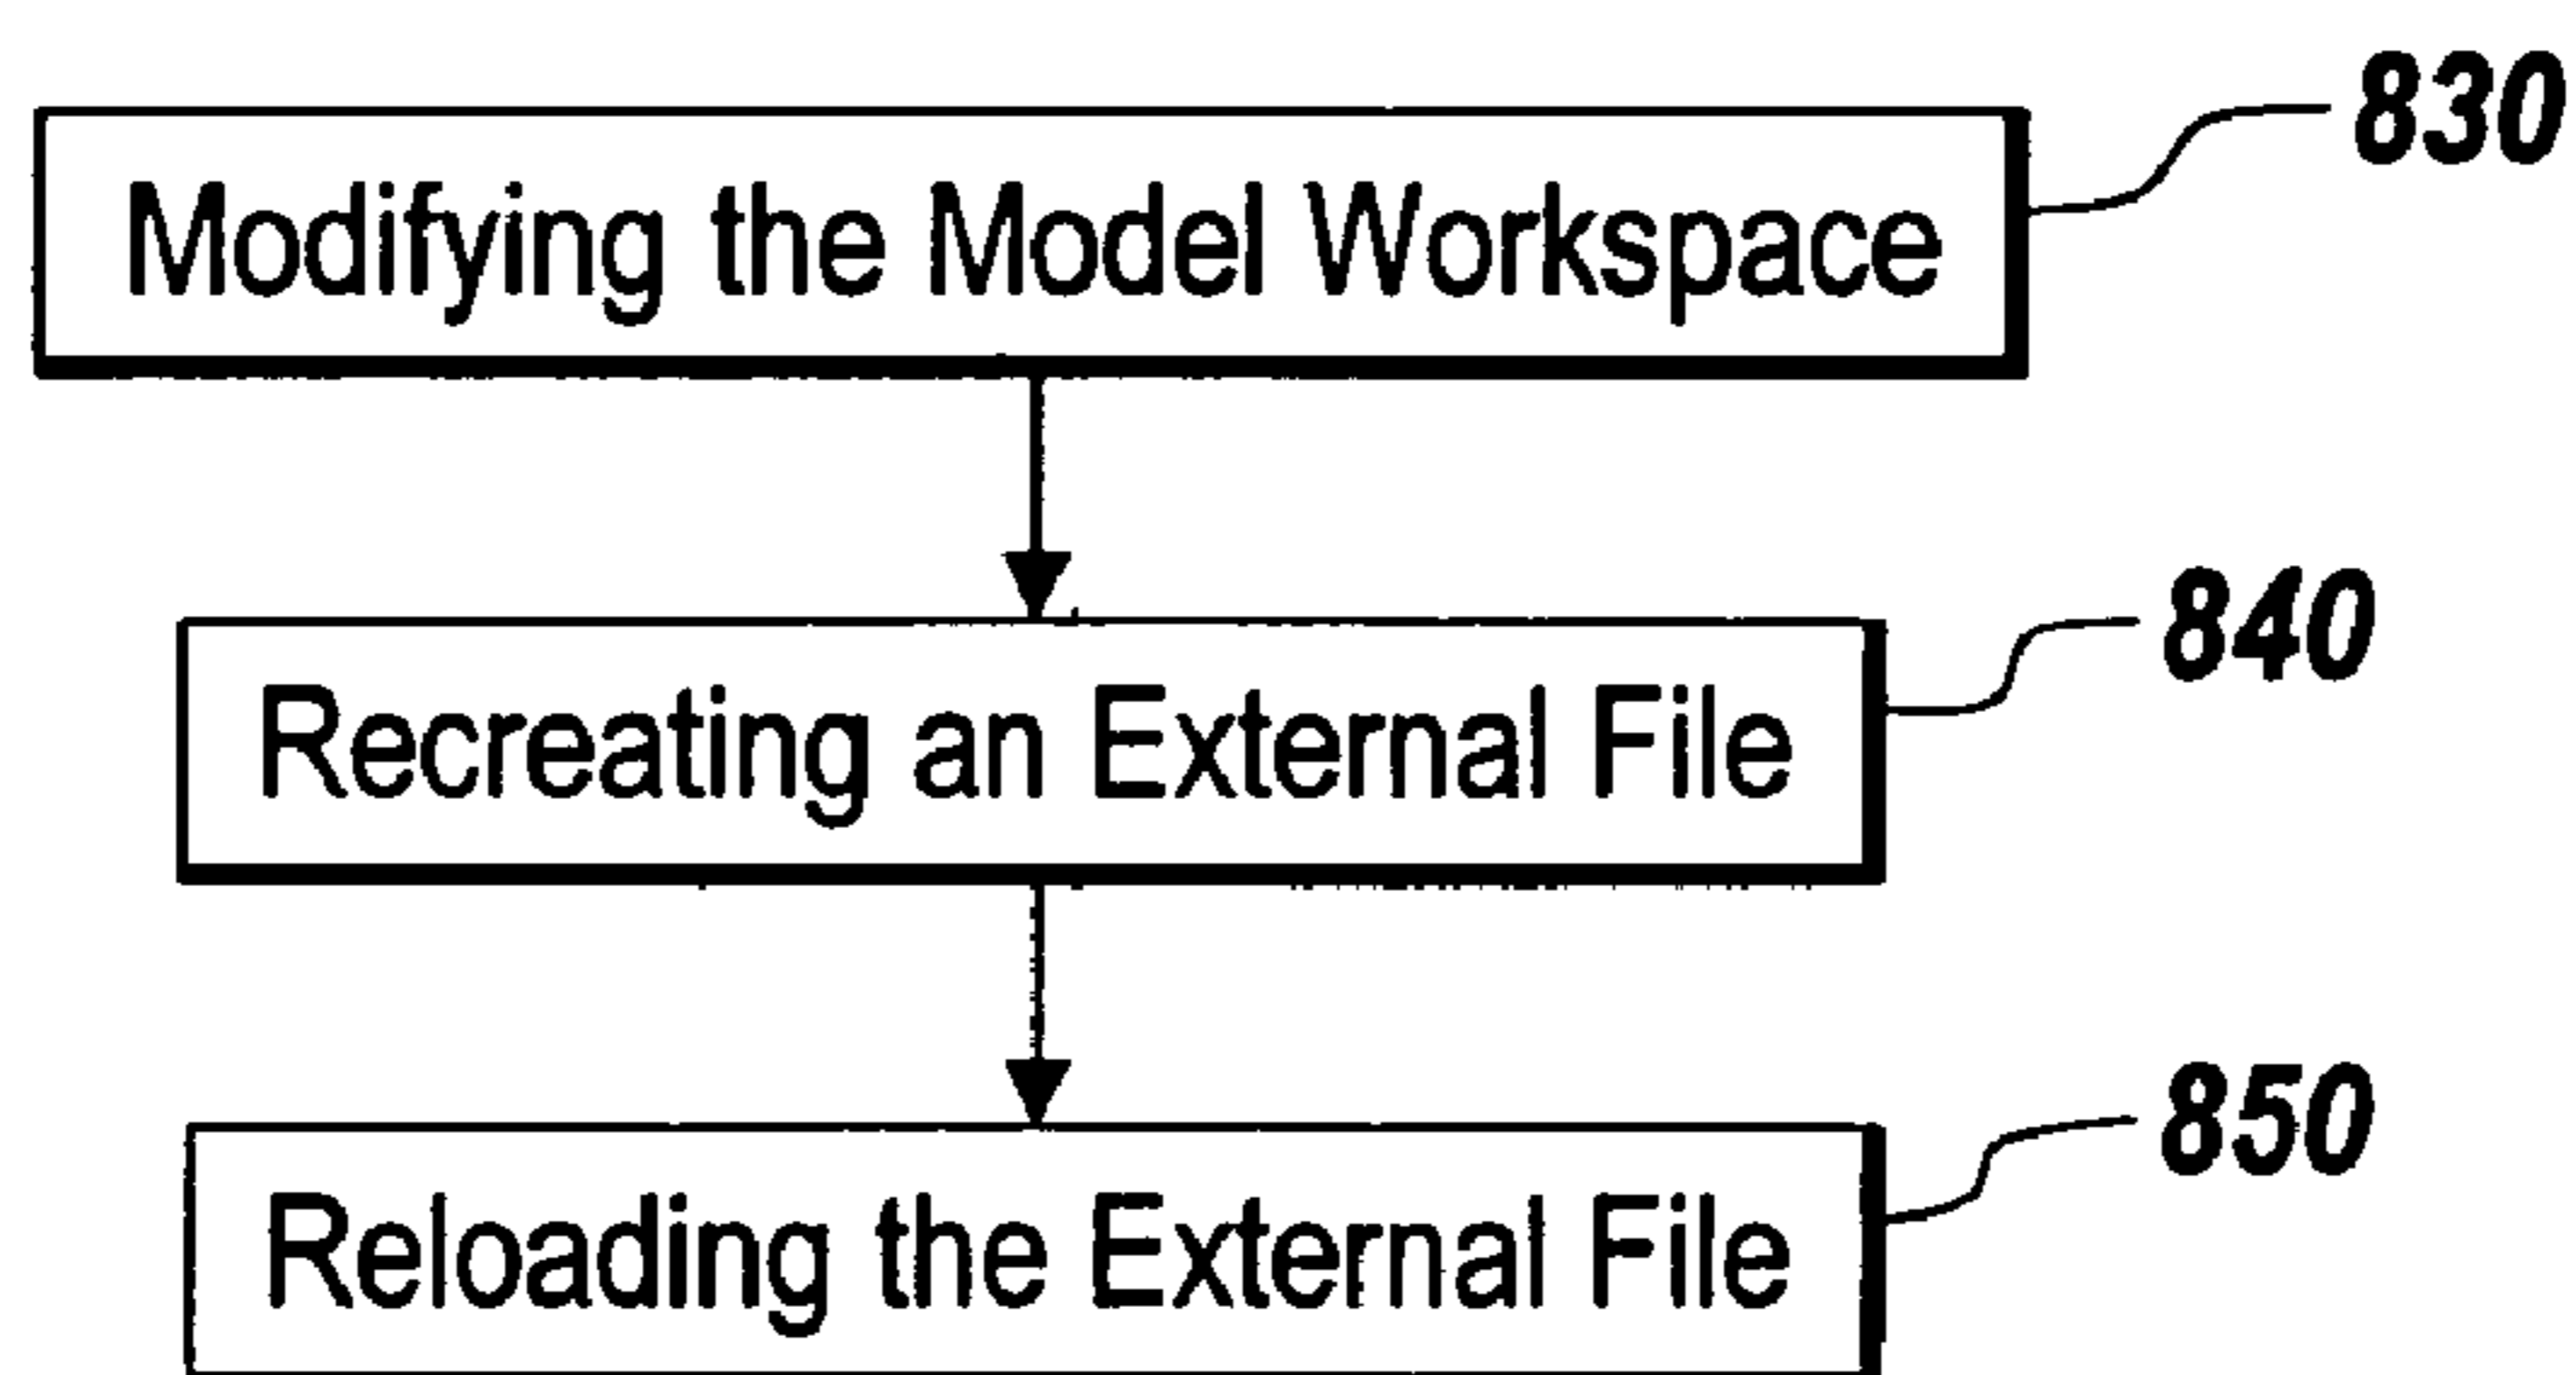 Modifying the Model Workspace 830
Recreating an External File 840
Reloading the External File 850